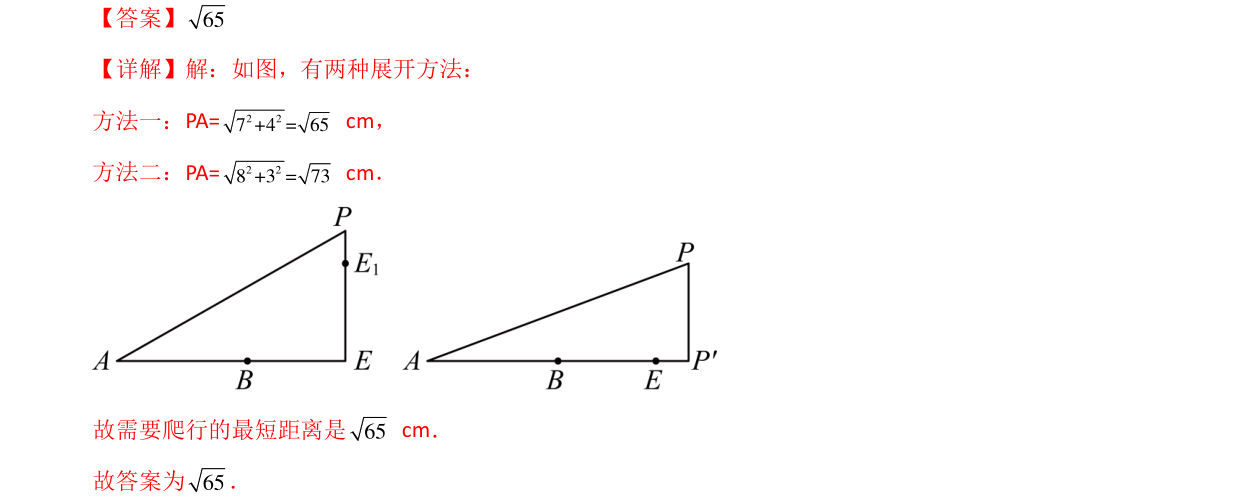 【答案】√65
【详解】解：如图，有两种展开方法：
方法一：PA=√(7²+4²)=√65 cm，
方法二：PA=√(8²+3²)=√73 cm．
P
E₁
A
B
E
P
A
B
E
P′
故需要爬行的最短距离是√65 cm．
故答案为√65．